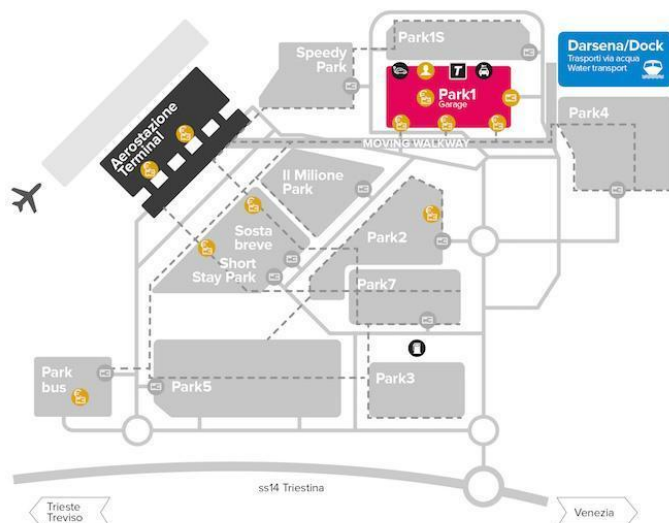 Park1S
Speedy
Park
Darsena/Dock
Trasporti via acqua
Water transport
T
Park1
Garage
Park4
Aerostazione
Terminal
MOVING WALKWAY
Il Milione
Park
Sosta
breve
Short
Stay Park
Park2
Park7
Park
bus
Park5
Park3
ss14 Triestina
Trieste
Treviso
Venezia